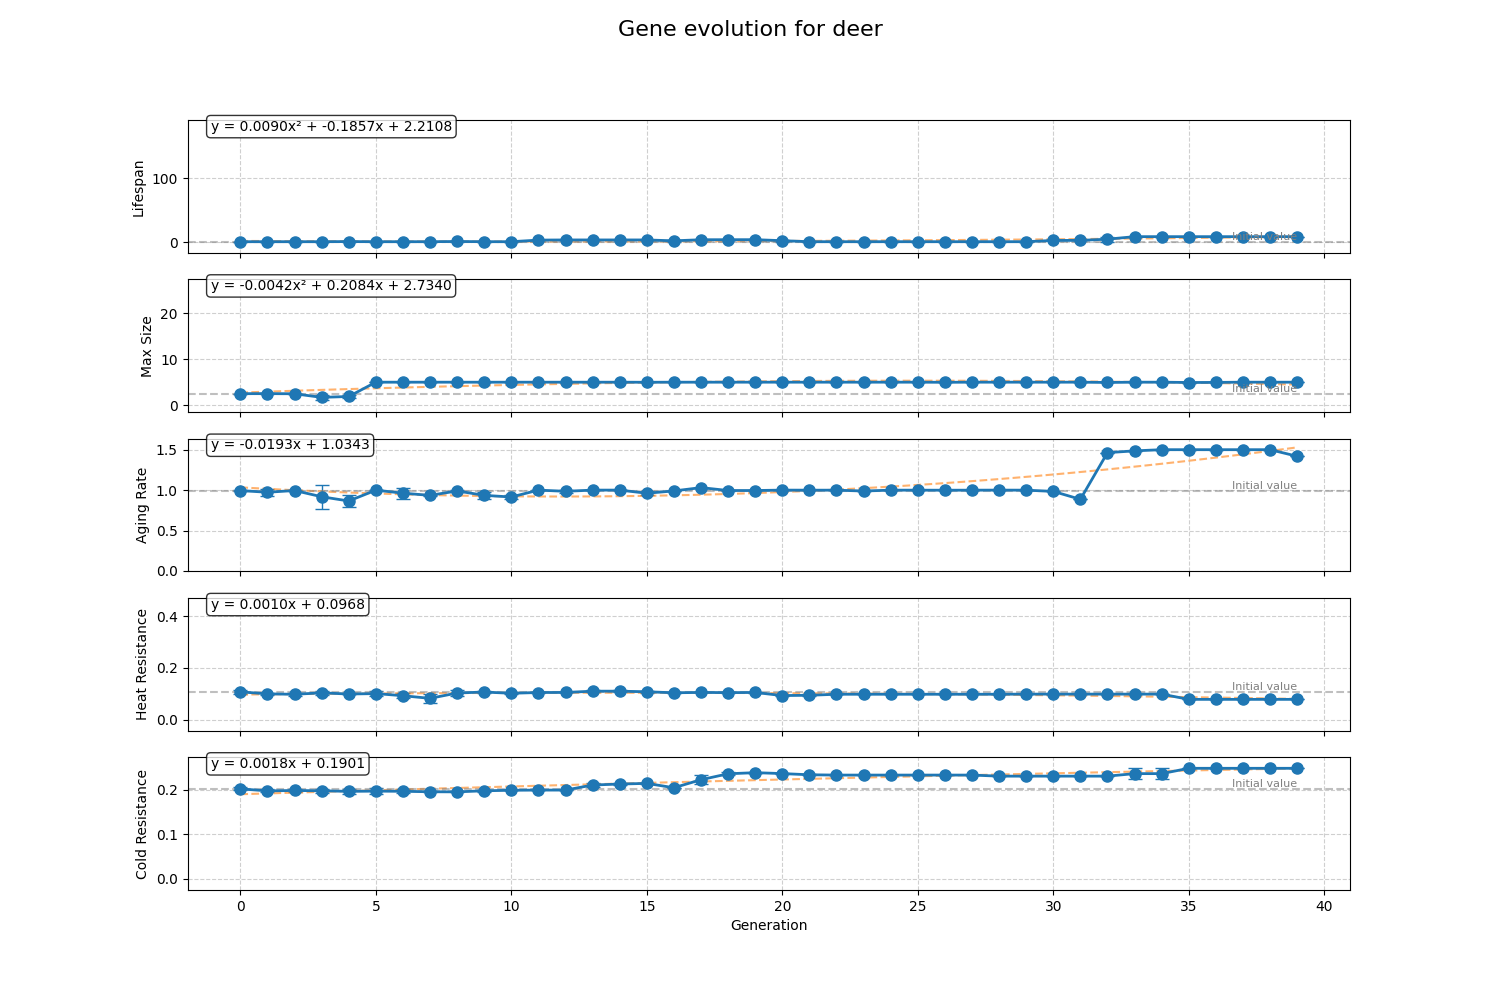 Gene evolution for deer
y = 0.0090x² + -0.1857x + 2.2108
Lifespan
100
0
Initial value
y = -0.0042x² + 0.2084x + 2.7340
Max Size
20
10
0
Initial value
y = -0.0193x + 1.0343
Aging Rate
1.5
1.0
0.5
0.0
Initial value
y = 0.0010x + 0.0968
Heat Resistance
0.4
0.2
0.0
Initial value
y = 0.0018x + 0.1901
Cold Resistance
0.2
0.1
0.0
Initial value
0 5 10 15 20 25 30 35 40
Generation